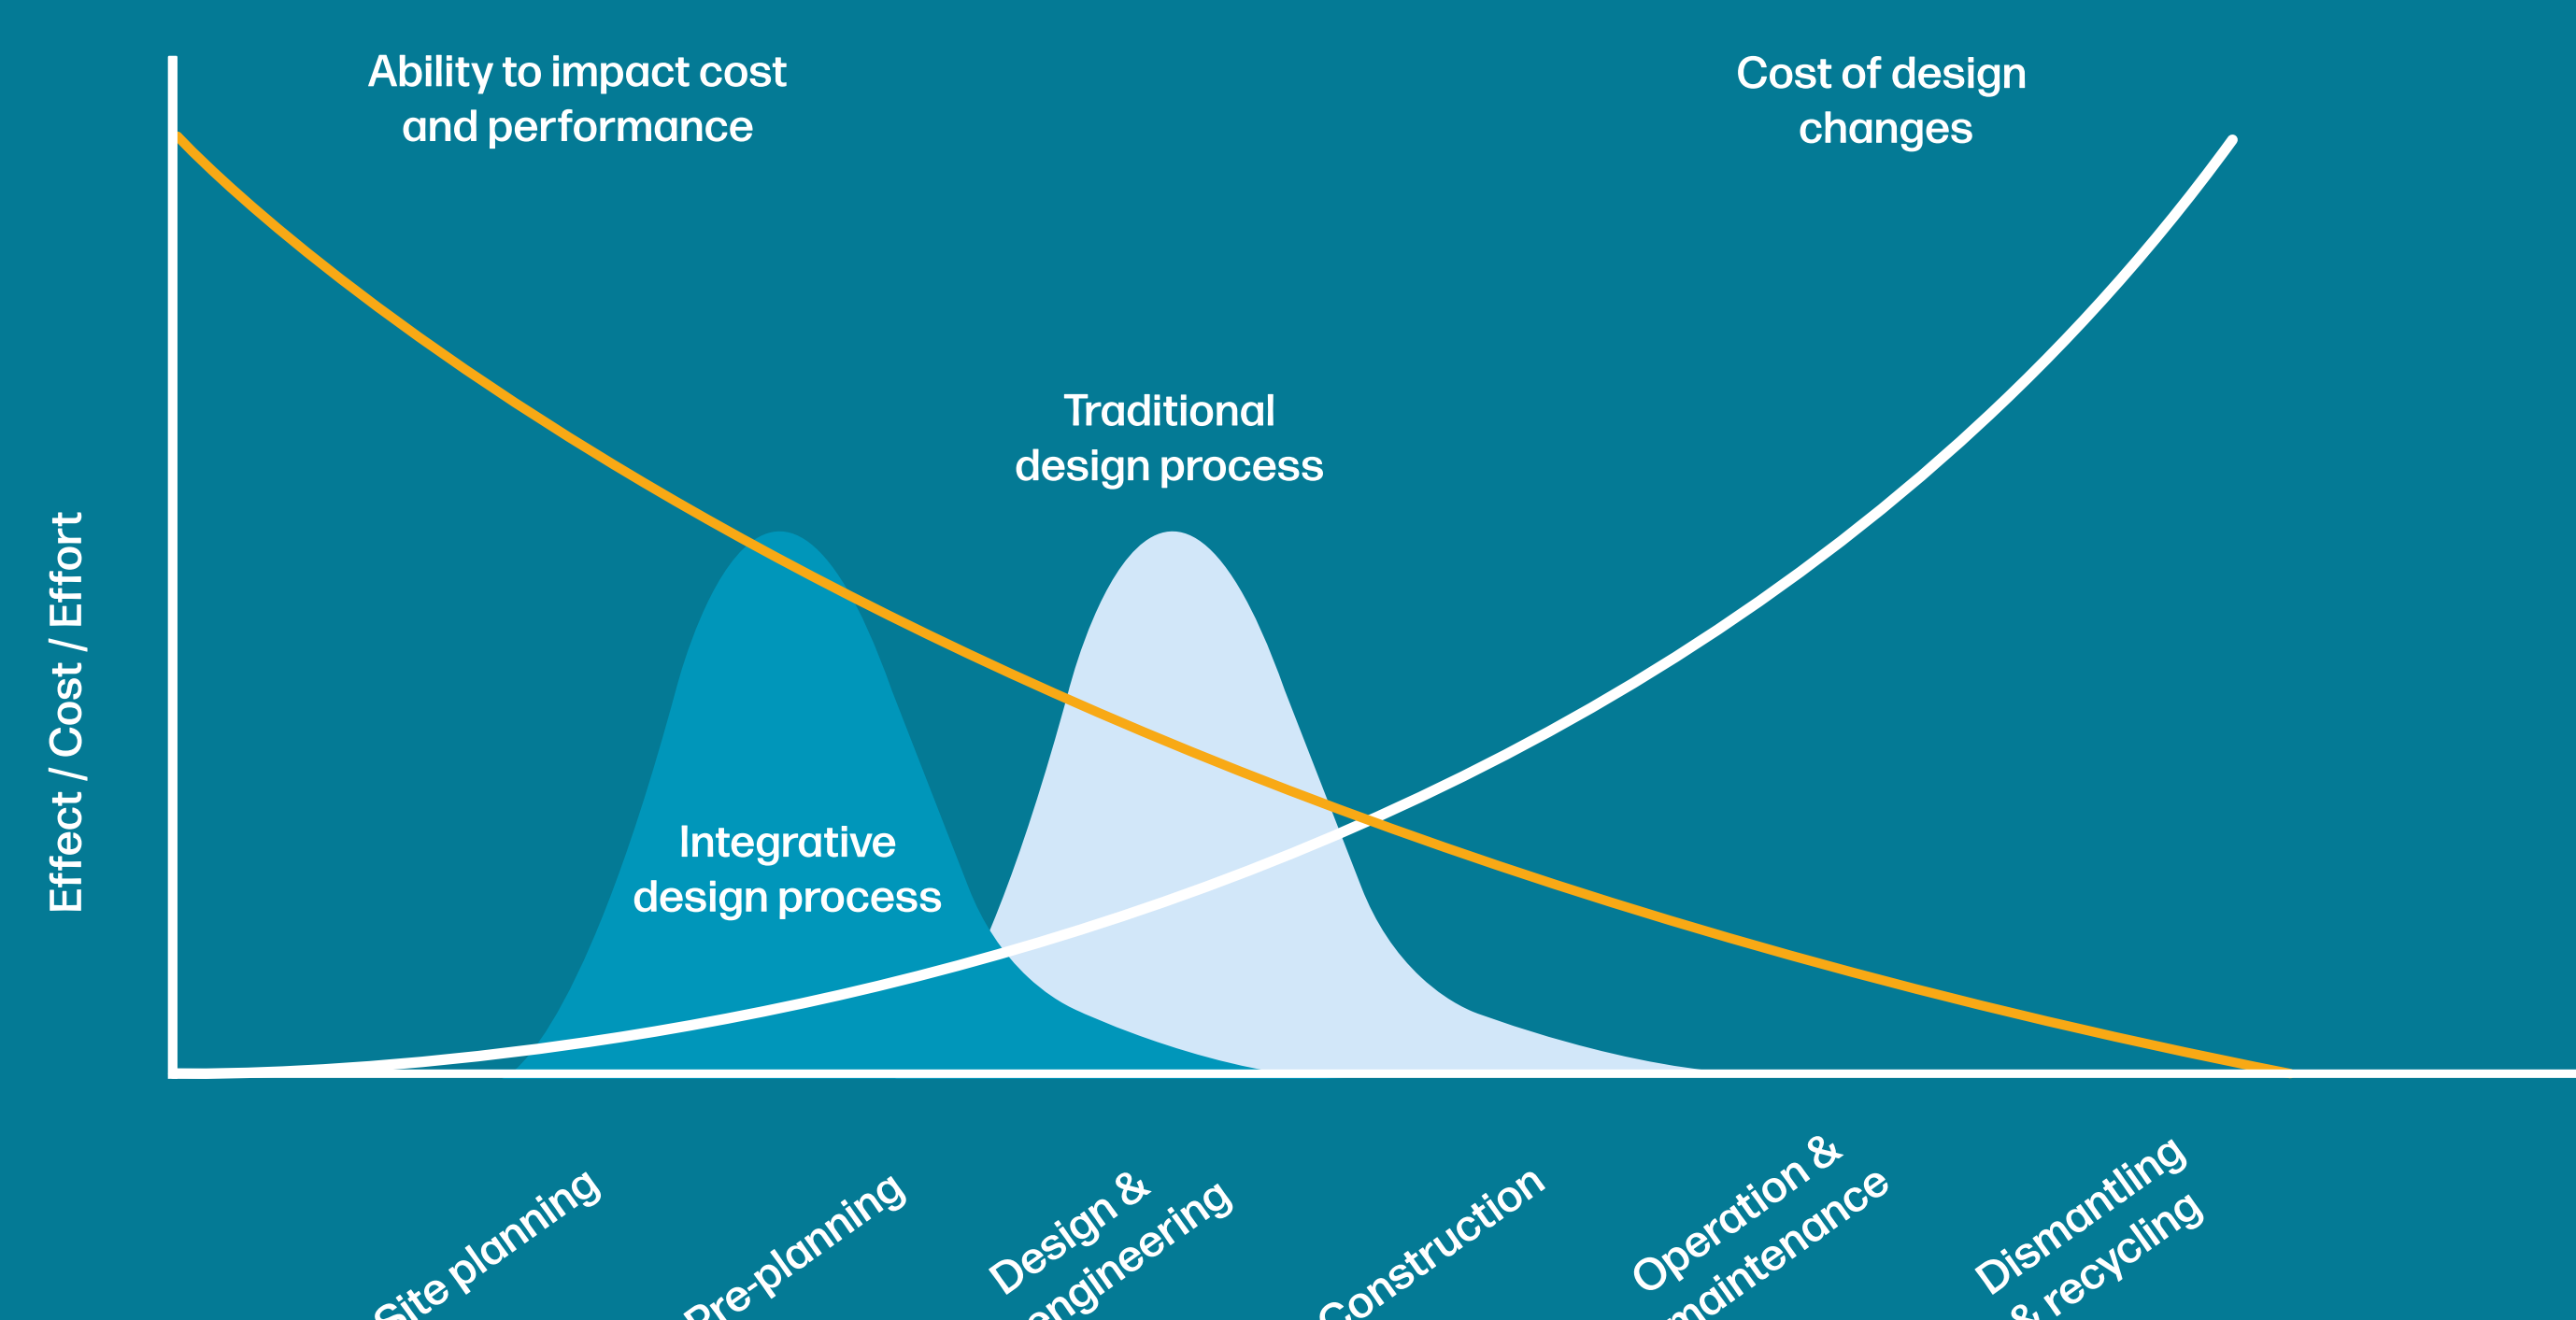 Ability to impact cost
and performance
Cost of design
changes
Traditional
design process
Integrative
design process
Effect / Cost / Effort
Site planning
Pre-planning
Design &
engineering
Construction
Operation &
maintenance
Dismantling
& recycling